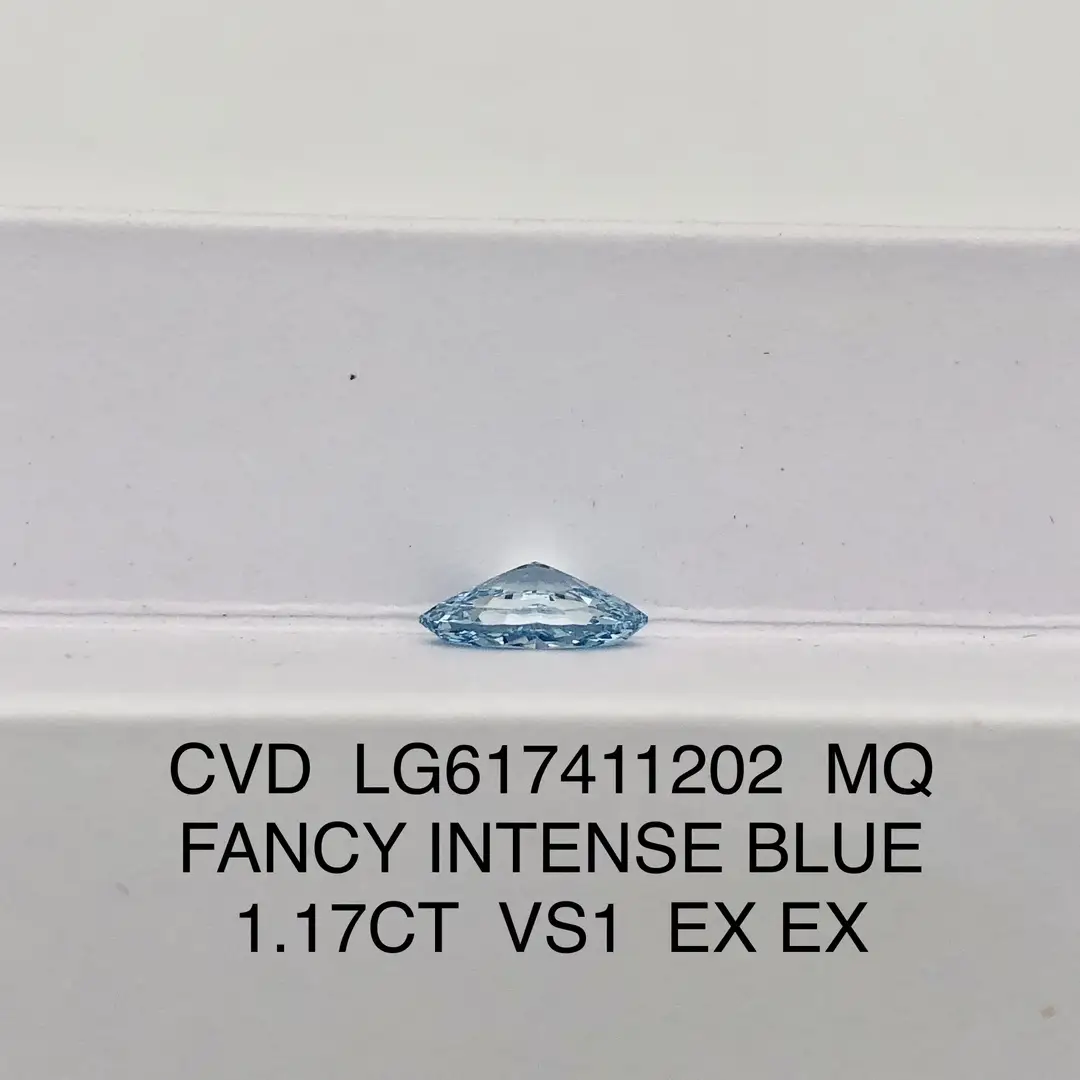 CVD LG617411202 MQ
FANCY INTENSE BLUE
1.17CT VS1 EX EX